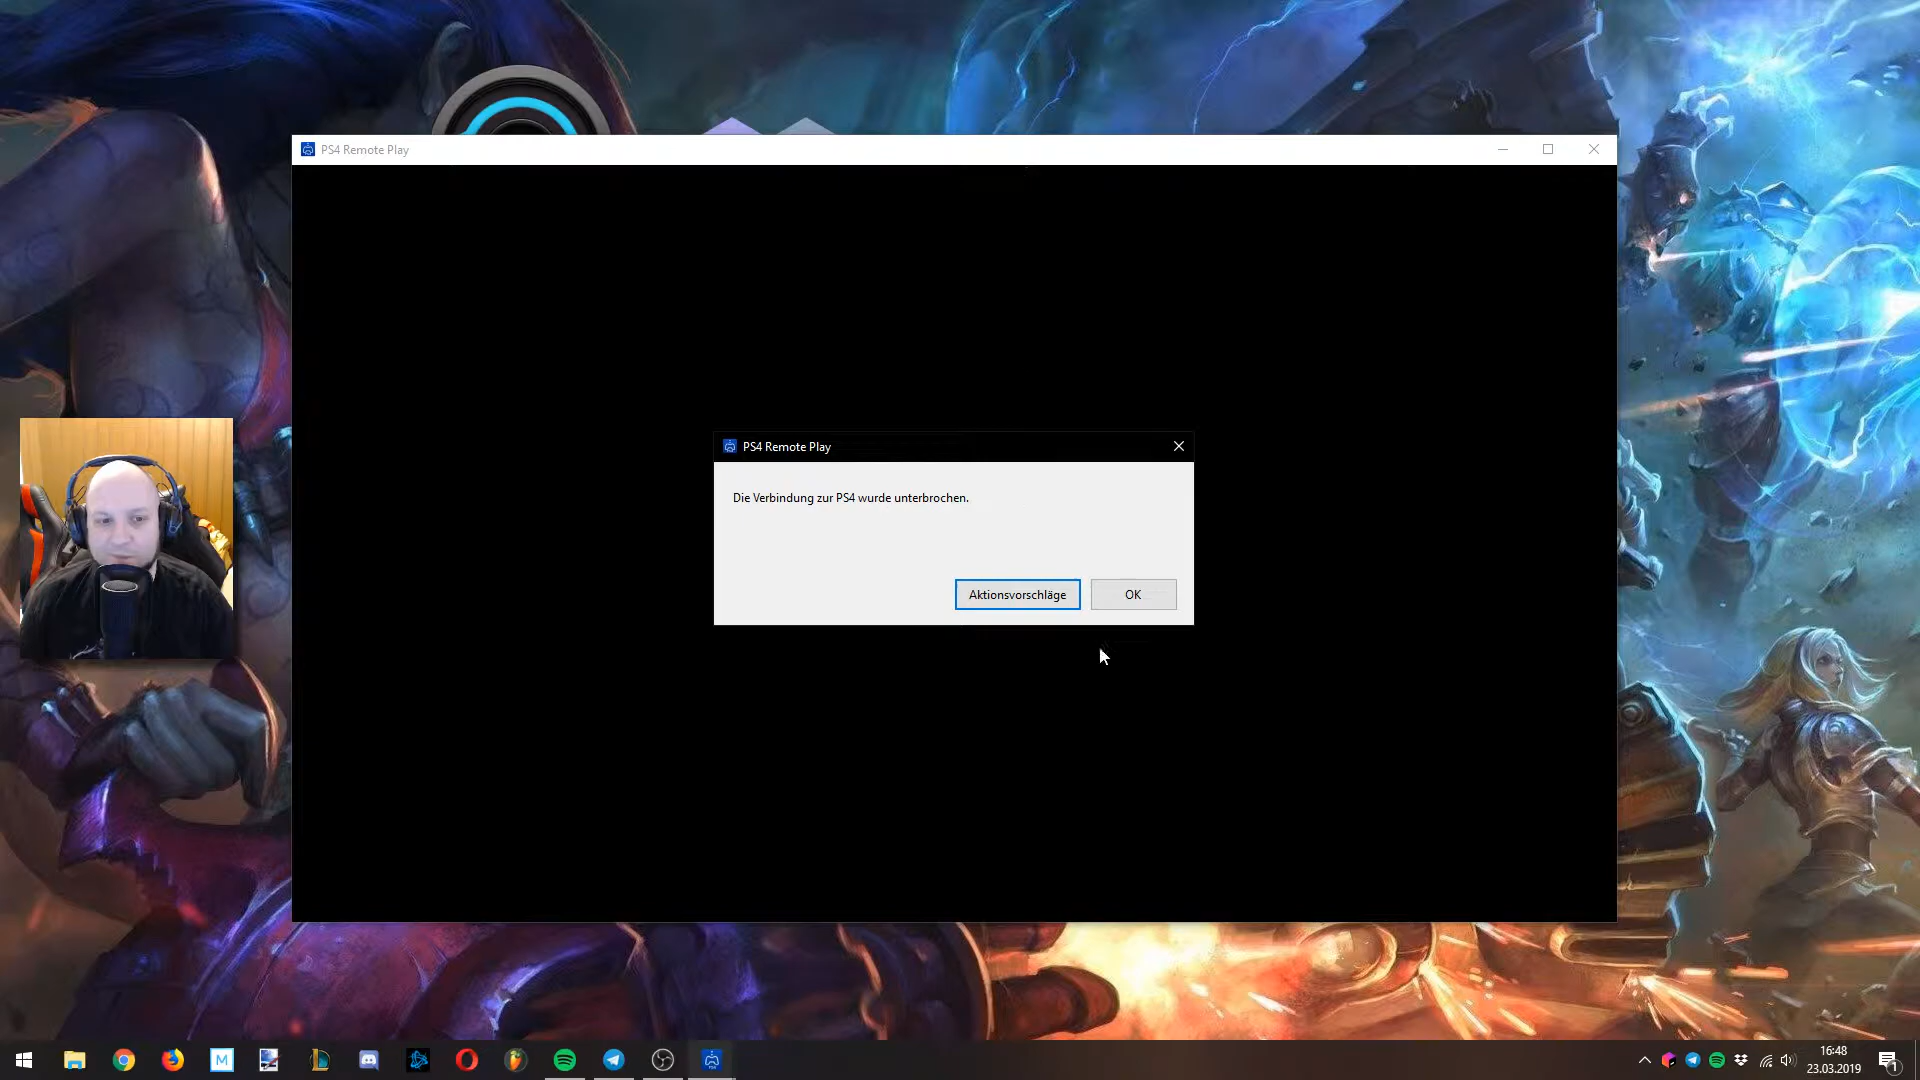 PS4 Remote Play
PS4 Remote Play
Die Verbindung zur PS4 wurde unterbrochen.
Aktionsvorschläge
OK
M
16:48
23.03.2019
1